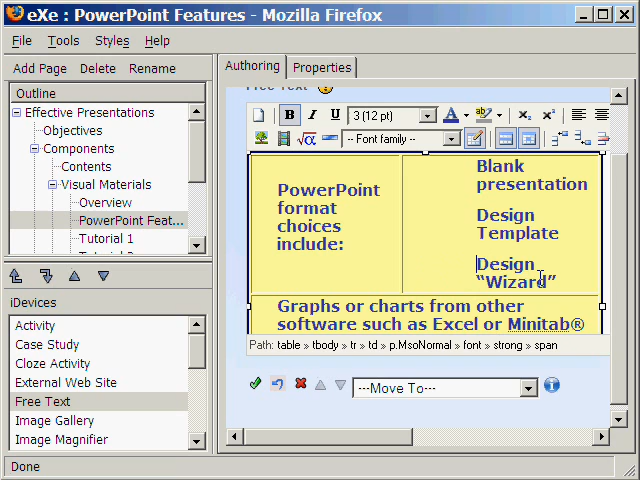 eXe : PowerPoint Features - Mozilla Firefox
File Tools Styles Help
Add Page Delete Rename
Outline
Effective Presentations
Objectives
Components
Contents
Visual Materials
Overview
PowerPoint Feat...
Tutorial 1
iDevices
Activity
Case Study
Cloze Activity
External Web Site
Free Text
Image Gallery
Image Magnifier
Authoring Properties
Free Text
B I U 3 (12 pt) A ab x₂ x²
-- Font family --
PowerPoint
format
choices
include:
Blank
presentation
Design
Template
Design
“Wizard”
Graphs or charts from other
software such as Excel or Minitab®
Path: table » tbody » tr » td » p.MsoNormal » font » strong » span
---Move To---
Done